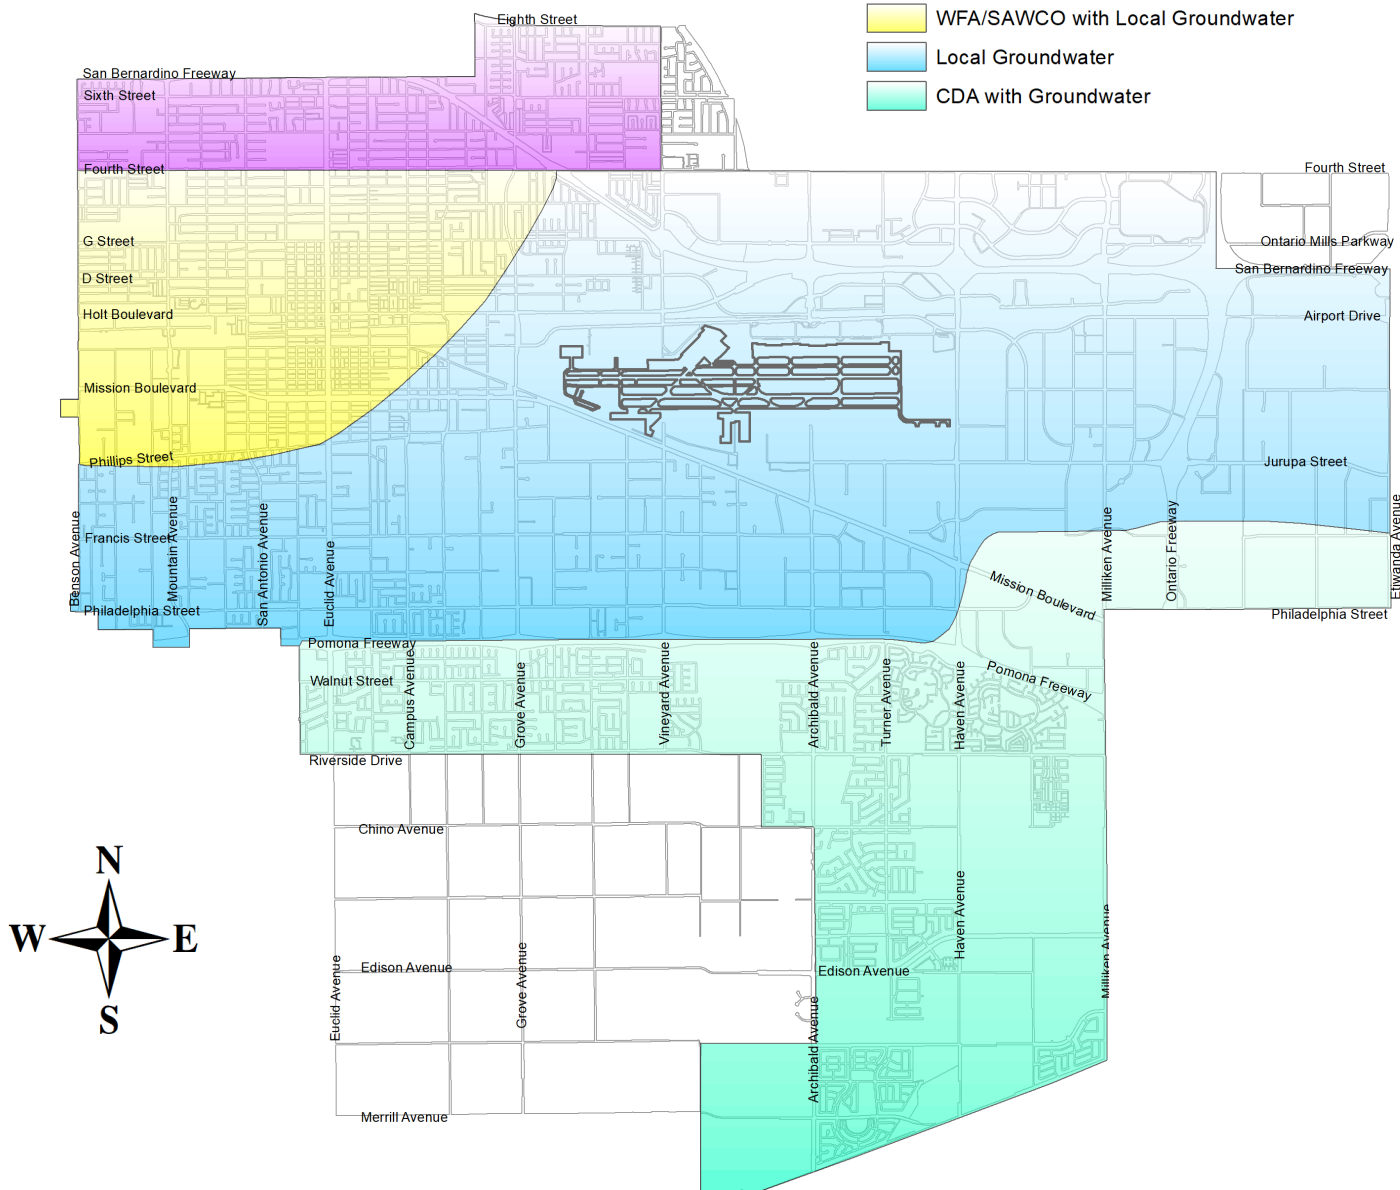 Eighth Street
WFA/SAWCO with Local Groundwater
Local Groundwater
CDA with Groundwater
San Bernardino Freeway
Sixth Street
Fourth Street
Fourth Street
G Street
Ontario Mills Parkway
D Street
San Bernardino Freeway
Holt Boulevard
Airport Drive
Mission Boulevard
Phillips Street
Jurupa Street
Benson Avenue
Mountain Avenue
San Antonio Avenue
Euclid Avenue
Milliken Avenue
Ontario Freeway
Etiwanda Avenue
Francis Street
Mission Boulevard
Philadelphia Street
Philadelphia Street
Pomona Freeway
Walnut Street
Campus Avenue
Grove Avenue
Vineyard Avenue
Archibald Avenue
Turner Avenue
Haven Avenue
Pomona Freeway
Riverside Drive
Chino Avenue
N
W
E
S
Haven Avenue
Milliken Avenue
Edison Avenue
Edison Avenue
Euclid Avenue
Grove Avenue
Archibald Avenue
Merrill Avenue